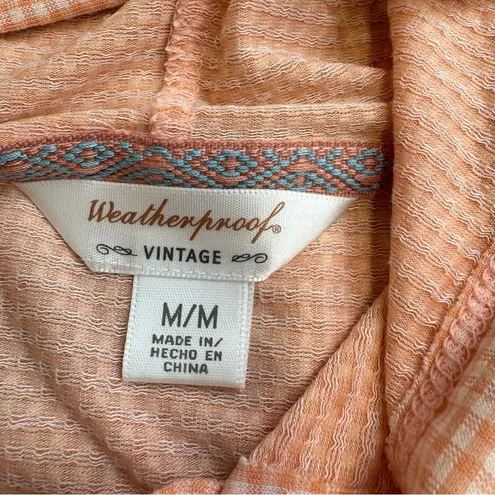 Weatherproof®
VINTAGE
M/M
MADE IN/
HECHO EN
CHINA